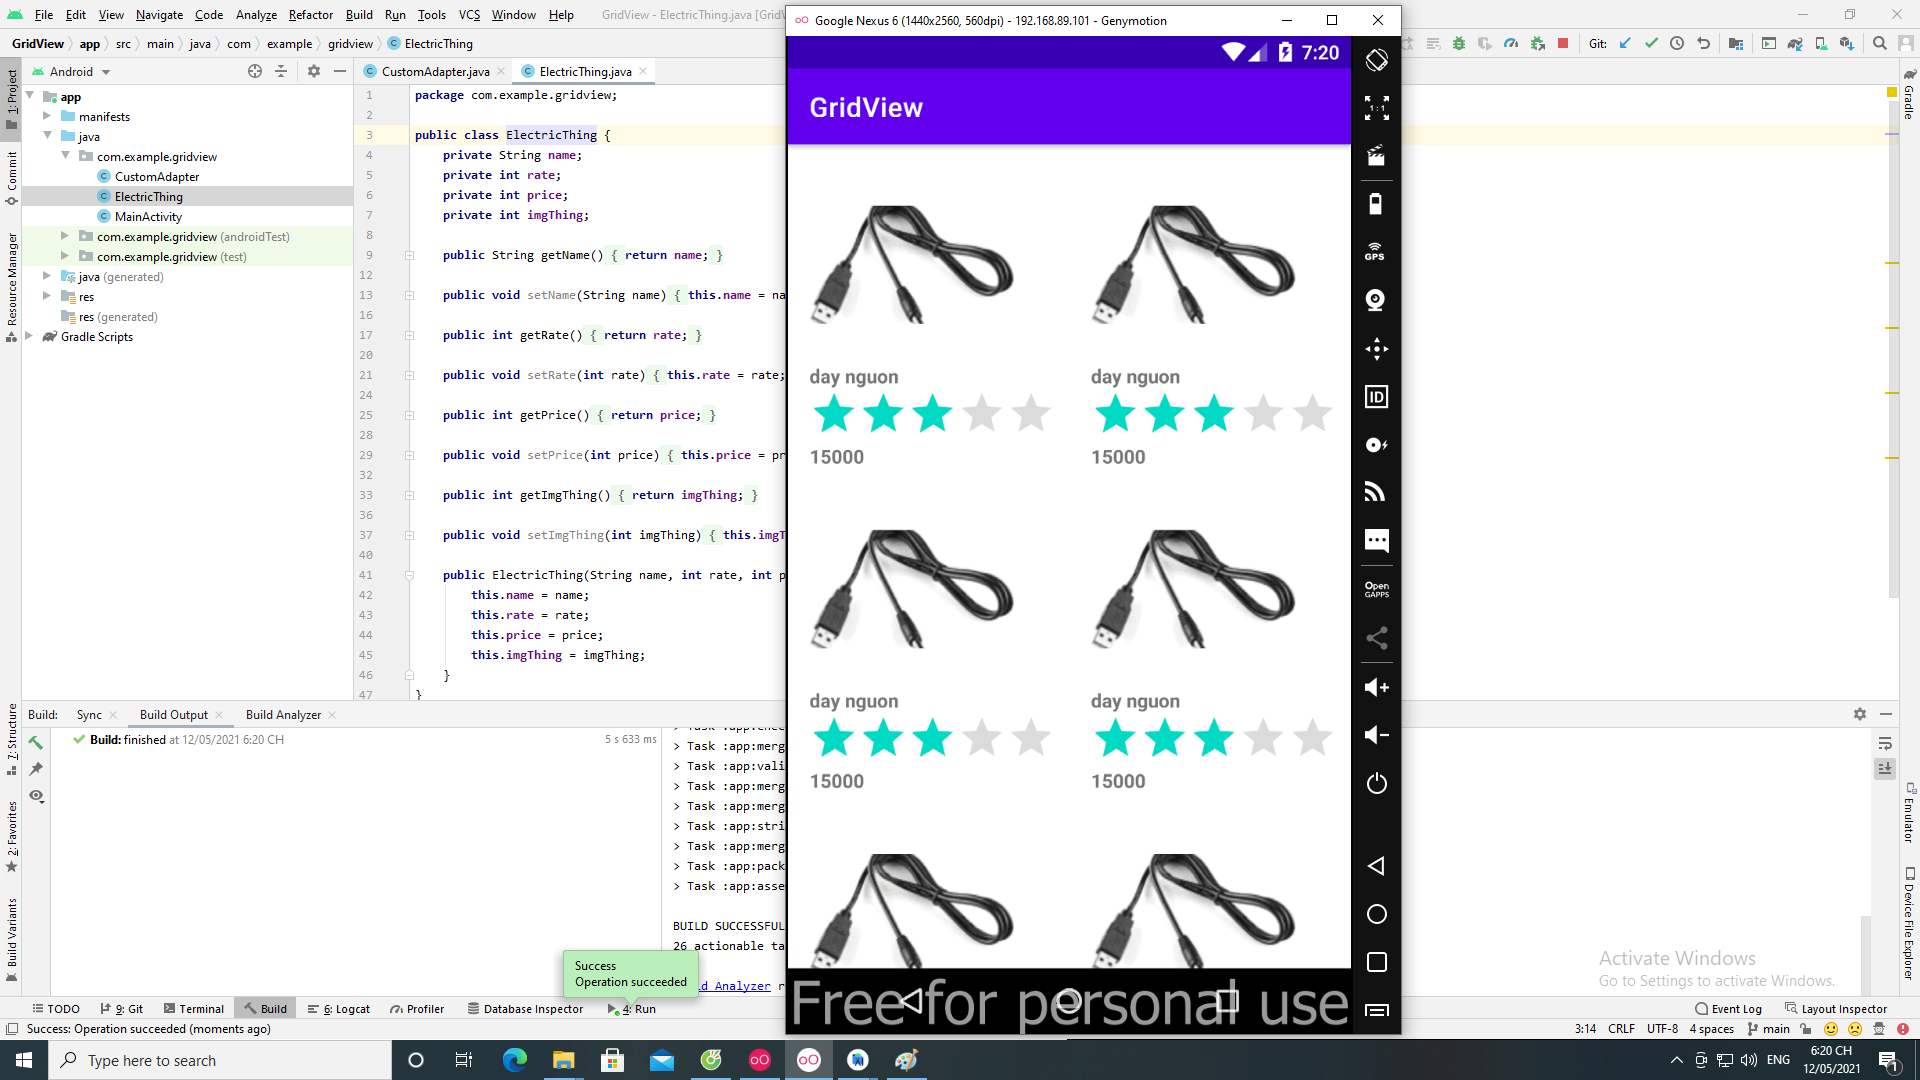 File Edit View Navigate Code Analyze Refactor Build Run Tools VCS Window Help GridView - ElectricThing.java [Grid
GridView app src main java com example gridview ElectricThing
Git:
Android
CustomAdapter.java
ElectricThing.java
1: Project
Commit
Resource Manager
7: Structure
2: Favorites
Build Variants
app
manifests
java
com.example.gridview
CustomAdapter
ElectricThing
MainActivity
com.example.gridview (androidTest)
com.example.gridview (test)
java (generated)
res
res (generated)
Gradle Scripts
1 package com.example.gridview;
2
3 public class ElectricThing {
4 private String name;
5 private int rate;
6 private int price;
7 private int imgThing;
8
9 public String getName() { return name; }
12
13 public void setName(String name) { this.name = na
16
17 public int getRate() { return rate; }
20
21 public void setRate(int rate) { this.rate = rate;
24
25 public int getPrice() { return price; }
28
29 public void setPrice(int price) { this.price = pr
32
33 public int getImgThing() { return imgThing; }
36
37 public void setImgThing(int imgThing) { this.imgT
40
41 public ElectricThing(String name, int rate, int p
42 this.name = name;
43 this.rate = rate;
44 this.price = price;
45 this.imgThing = imgThing;
46 }
47 }
Google Nexus 6 (1440x2560, 560dpi) - 192.168.89.101 - Genymotion
7:20
GridView
day nguon
15000
day nguon
15000
day nguon
15000
day nguon
15000
Free for personal use
1:1
GPS
ID
Open GAPPS
Gradle
Emulator
Device File Explorer
Build: Sync Build Output Build Analyzer
Build: finished at 12/05/2021 6:20 CH 5 s 633 ms
> Task :app:merg
> Task :app:vali
> Task :app:merg
> Task :app:merg
> Task :app:stri
> Task :app:merg
> Task :app:pack
> Task :app:asse
BUILD SUCCESSFUL
26 actionable ta
ld Analyzer r
Success
Operation succeeded
Activate Windows
Go to Settings to activate Windows.
TODO 9: Git Terminal Build 6: Logcat Profiler Database Inspector 4: Run Event Log Layout Inspector
Success: Operation succeeded (moments ago) 3:14 CRLF UTF-8 4 spaces main
Type here to search
ENG
6:20 CH
12/05/2021
1